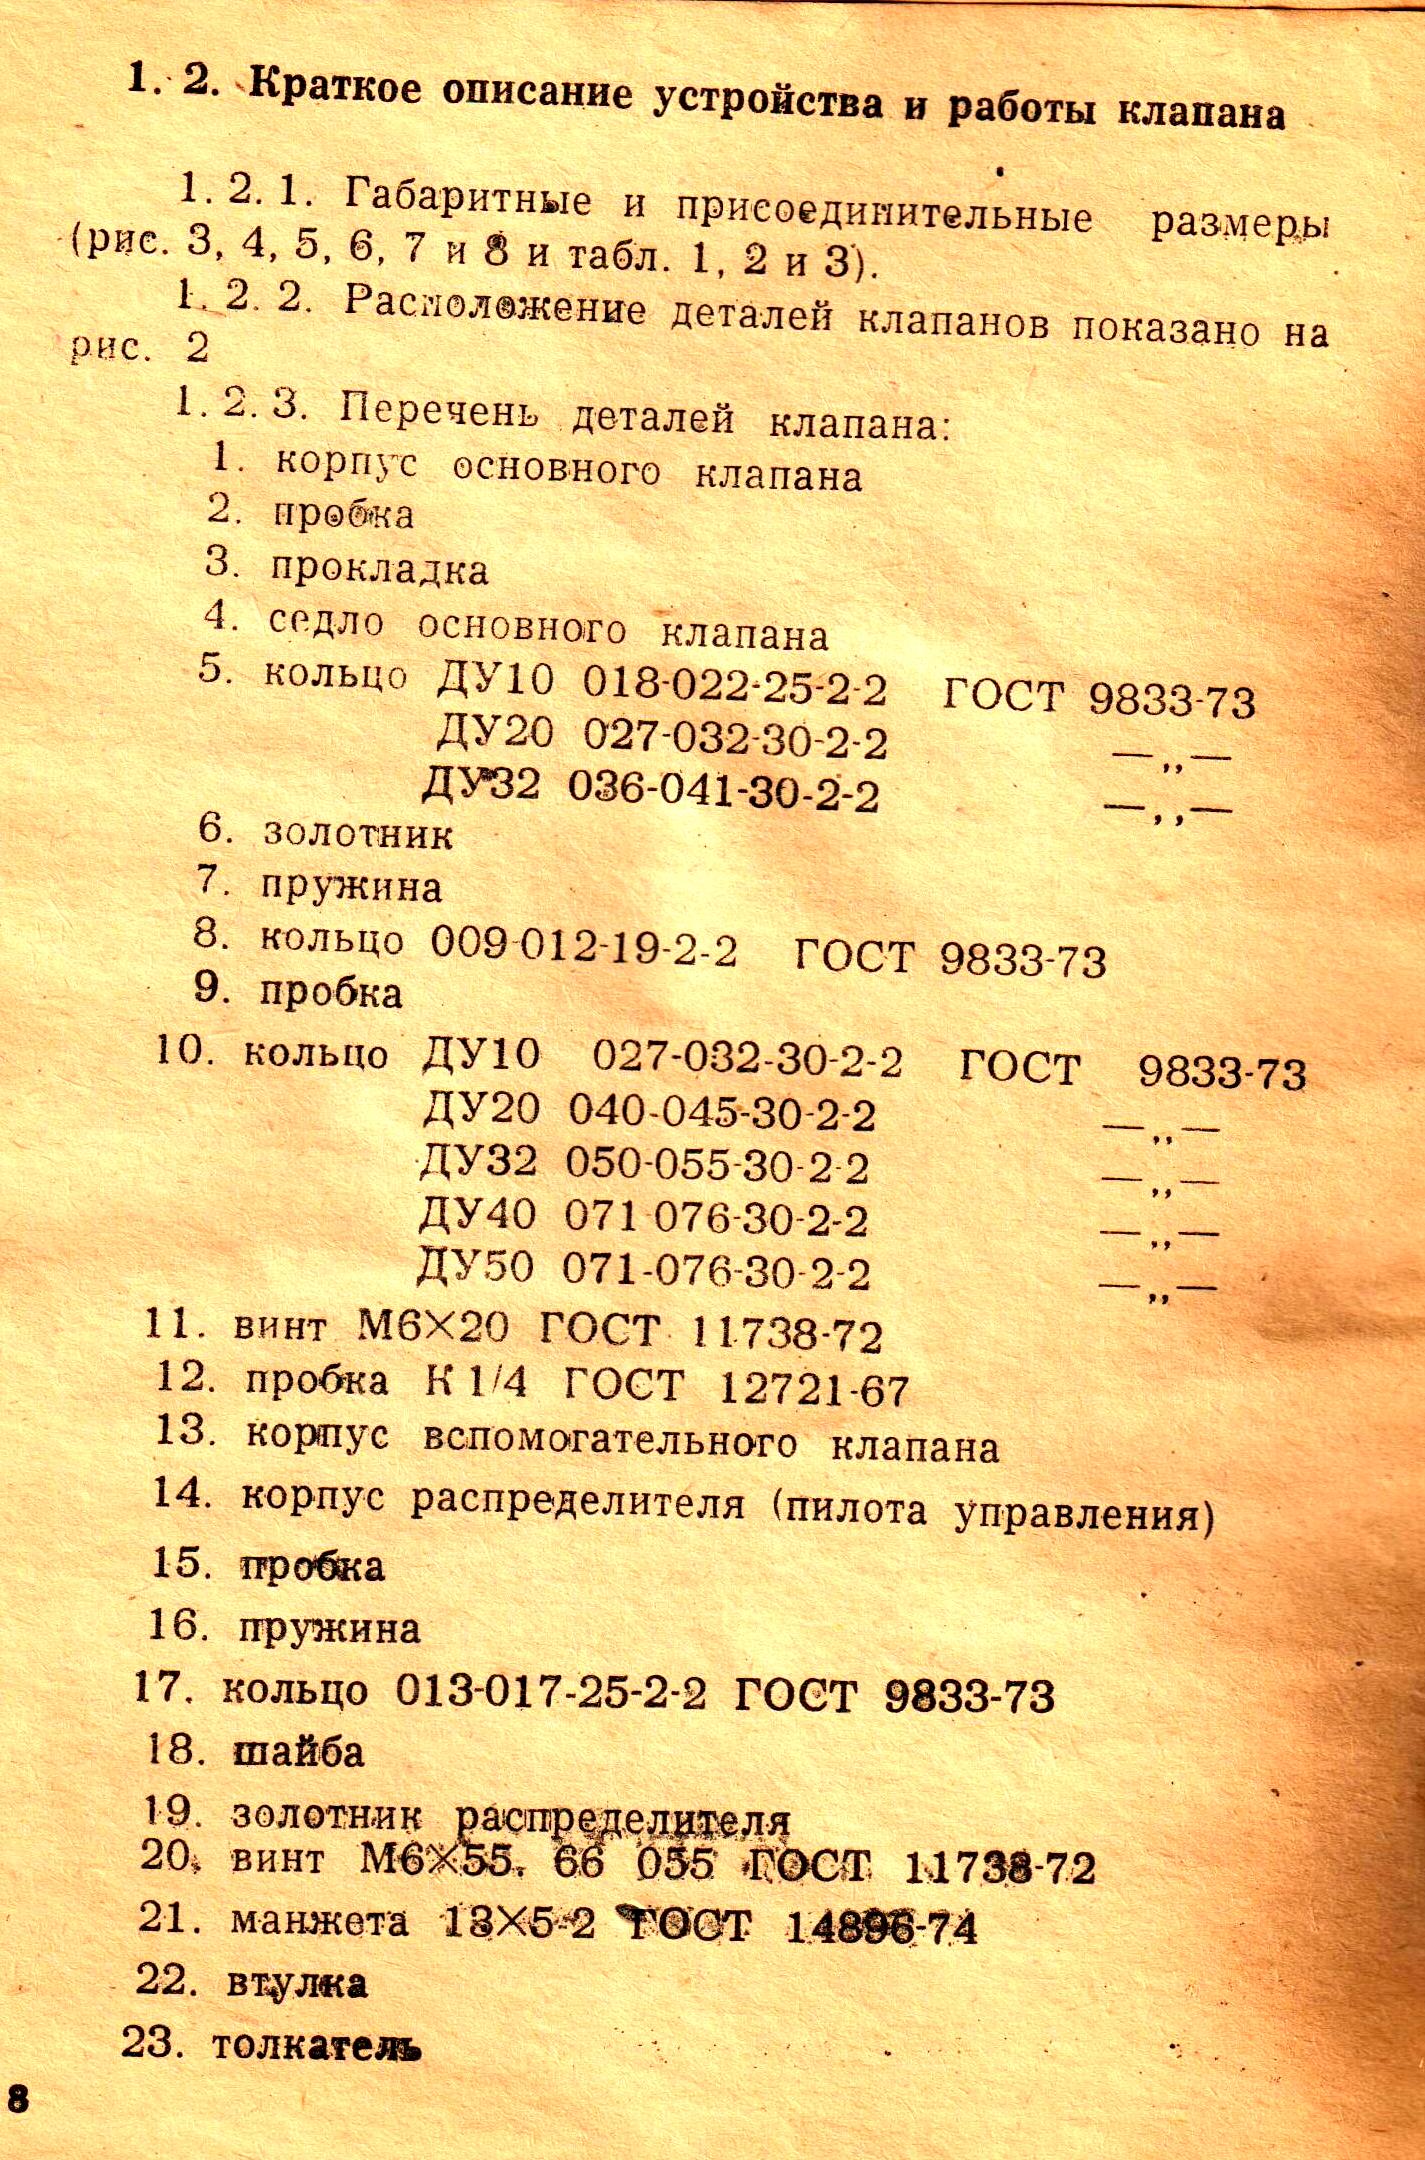 1. 2. Краткое описание устройства и работы клапана
1. 2. 1. Габаритные и присоединительные размеры
(рис. 3, 4, 5, 6, 7 и 8 и табл. 1, 2 и 3).
1. 2. 2. Расположение деталей клапанов показано на
рис. 2
1. 2. 3. Перечень деталей клапана:
1. корпус основного клапана
2. пробка
3. прокладка
4. седло основного клапана
5. кольцо ДУ10 018-022-25-2-2 ГОСТ 9833-73
ДУ20 027-032-30-2-2 —„—
ДУ32 036-041-30-2-2 —„—
6. золотник
7. пружина
8. кольцо 009-012-19-2-2 ГОСТ 9833-73
9. пробка
10. кольцо ДУ10 027-032-30-2-2 ГОСТ 9833-73
ДУ20 040-045-30-2-2 —„—
ДУ32 050-055-30-2-2 —„—
ДУ40 071 076-30-2-2 —„—
ДУ50 071-076-30-2-2 —„—
11. винт М6×20 ГОСТ 11738-72
12. пробка К 1/4 ГОСТ 12721-67
13. корпус вспомогательного клапана
14. корпус распределителя (пилота управления)
15. пробка
16. пружина
17. кольцо 013-017-25-2-2 ГОСТ 9833-73
18. шайба
19. золотник распределителя
20. винт М6×55. 66 055 ГОСТ 11738-72
21. манжета 13×5-2 ГОСТ 14896-74
22. втулка
23. толкатель
8